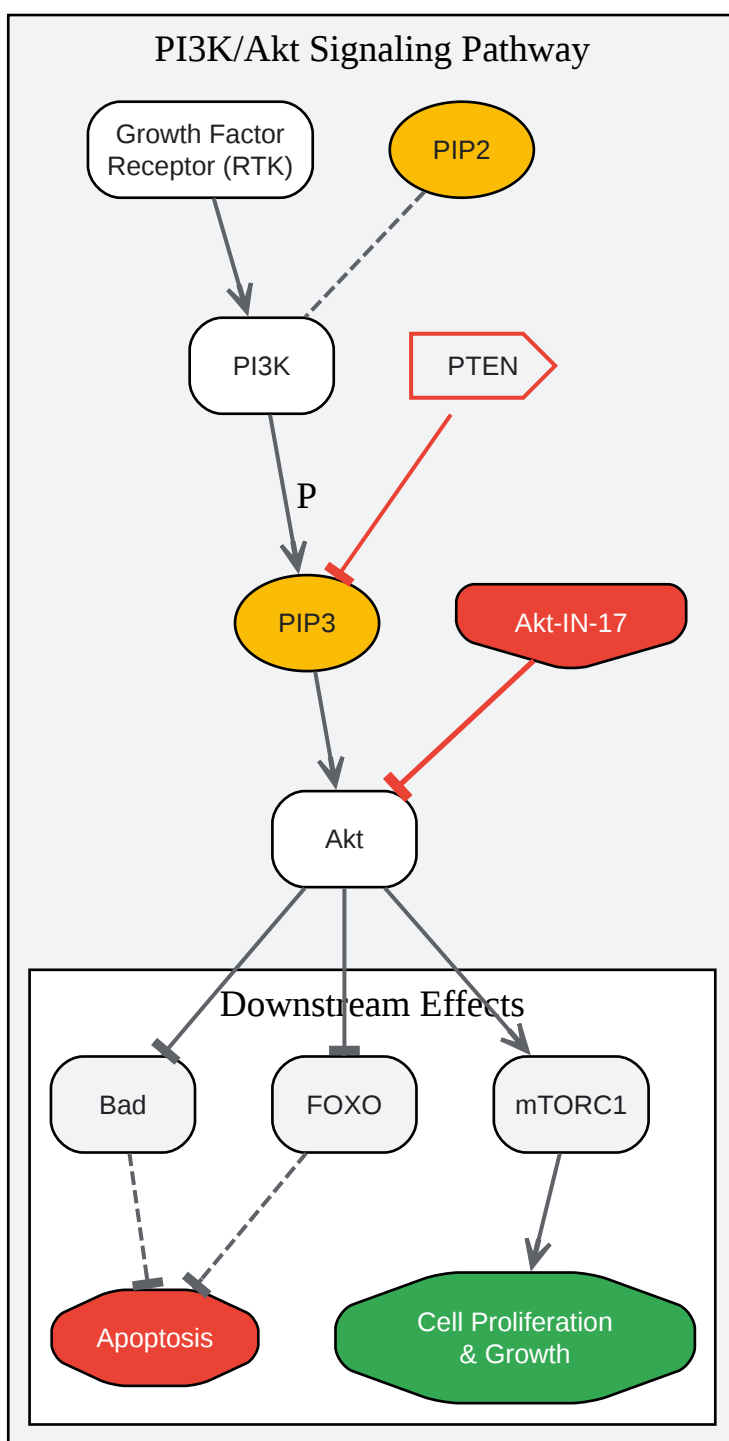 PI3K/Akt Signaling Pathway
Growth Factor
Receptor (RTK)
PIP2
PI3K
PTEN
P
PIP3
Akt-IN-17
Akt
Downstream Effects
Bad
FOXO
mTORC1
Apoptosis
Cell Proliferation
& Growth